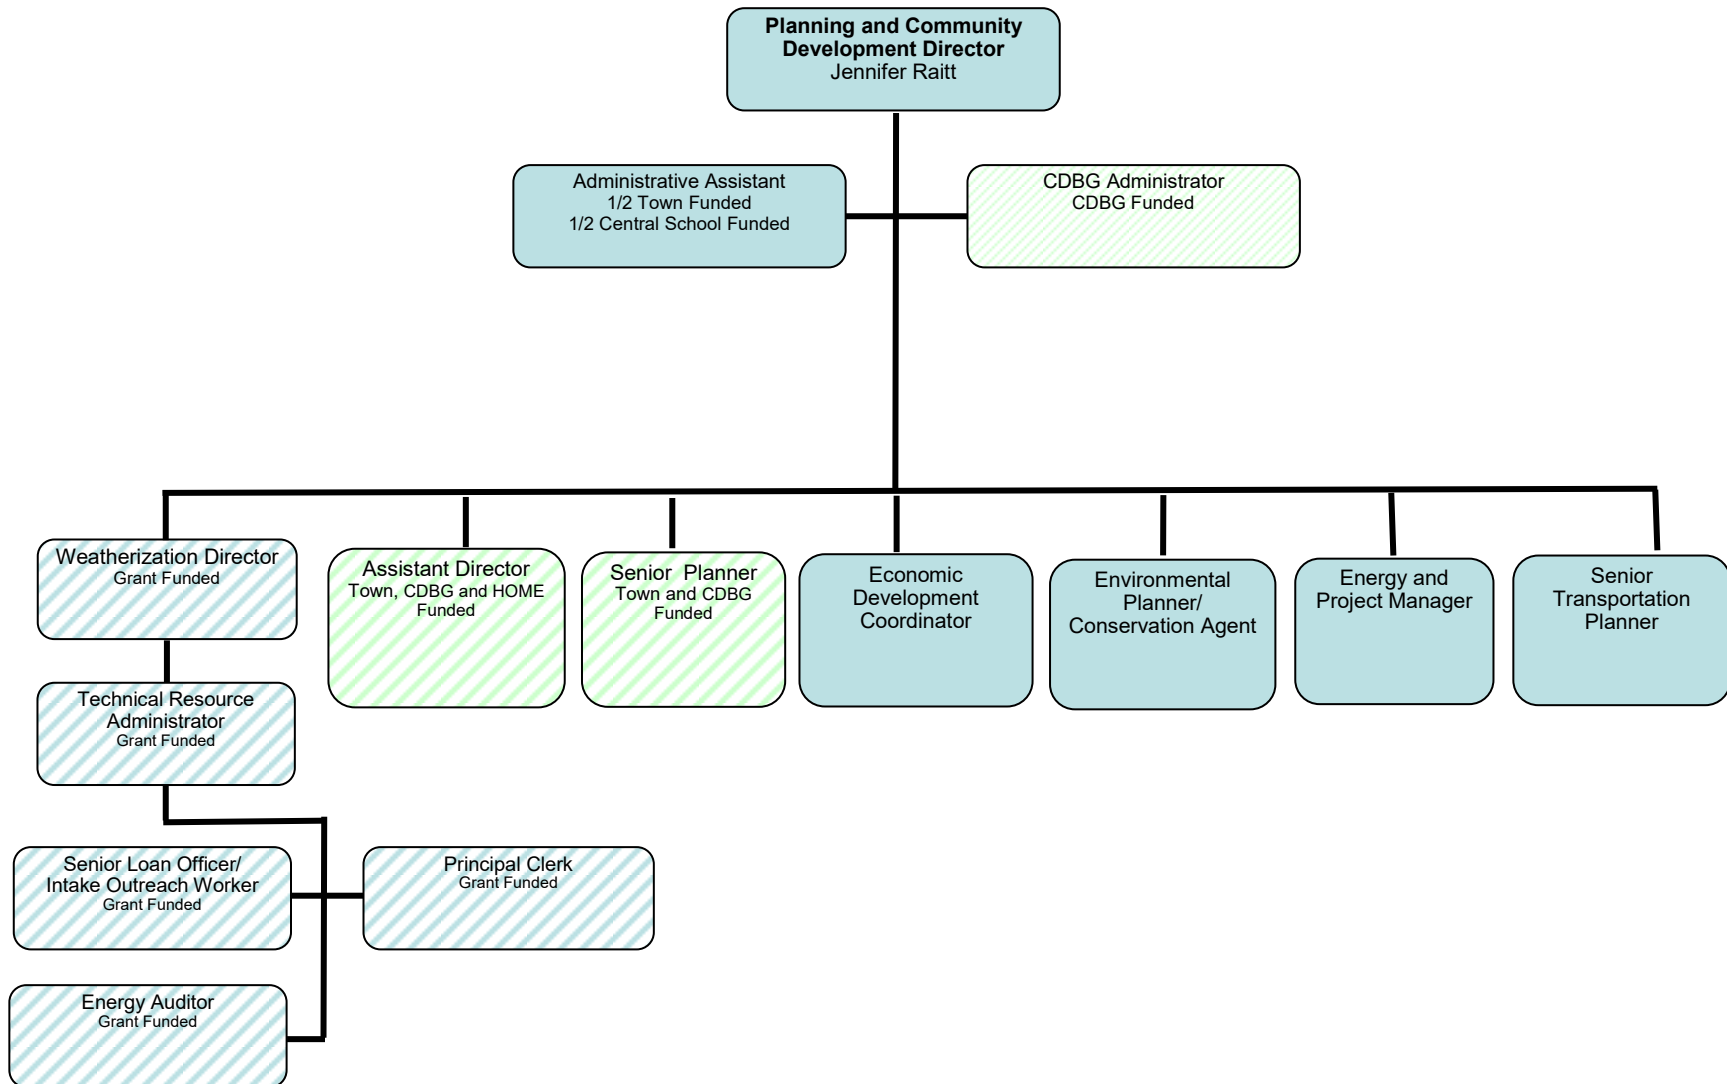 Planning and Community
Development Director
Jennifer Raitt
Administrative Assistant
1/2 Town Funded
1/2 Central School Funded
CDBG Administrator
CDBG Funded
Weatherization Director
Grant Funded
Assistant Director
Town, CDBG and HOME
Funded
Senior Planner
Town and CDBG
Funded
Economic
Development
Coordinator
Environmental
Planner/
Conservation Agent
Energy and
Project Manager
Senior
Transportation
Planner
Technical Resource
Administrator
Grant Funded
Senior Loan Officer/
Intake Outreach Worker
Grant Funded
Principal Clerk
Grant Funded
Energy Auditor
Grant Funded